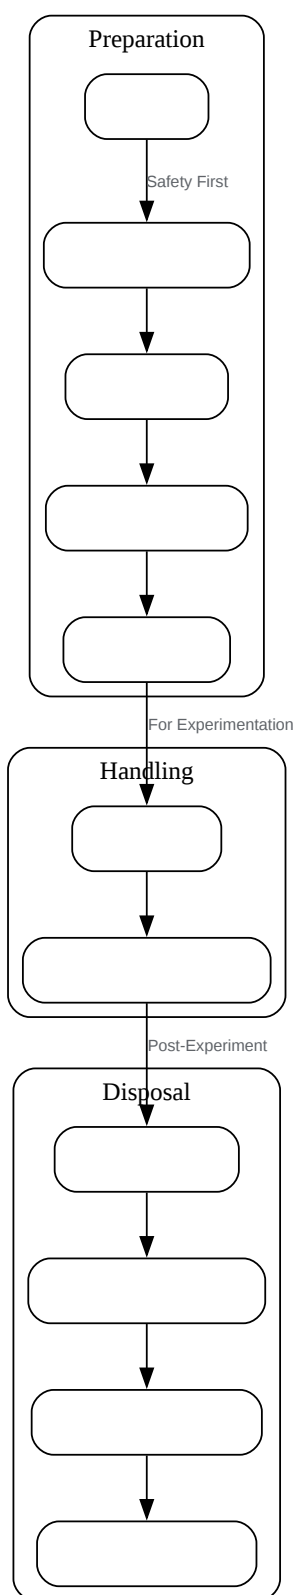 Preparation
Safety First
For Experimentation
Handling
Post-Experiment
Disposal